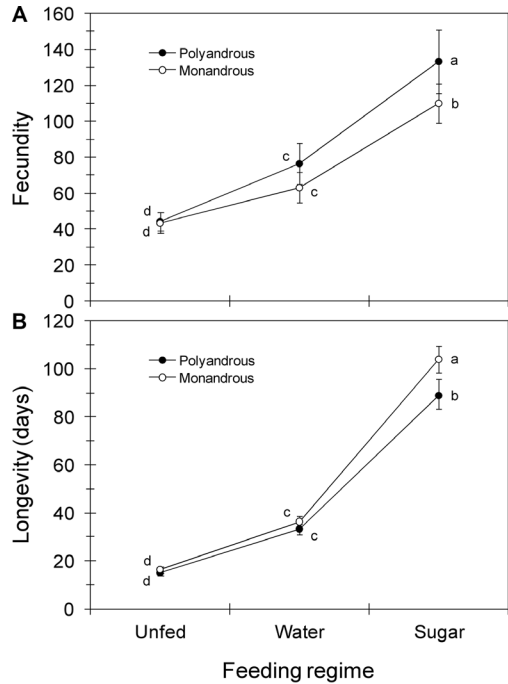 A
160
140
120
100
80
60
40
20
0
Fecundity
Polyandrous
Monandrous
a
b
c
c
d
d
B
120
100
80
60
40
20
0
Longevity (days)
Polyandrous
Monandrous
a
b
c
c
d
d
Unfed Water Sugar
Feeding regime